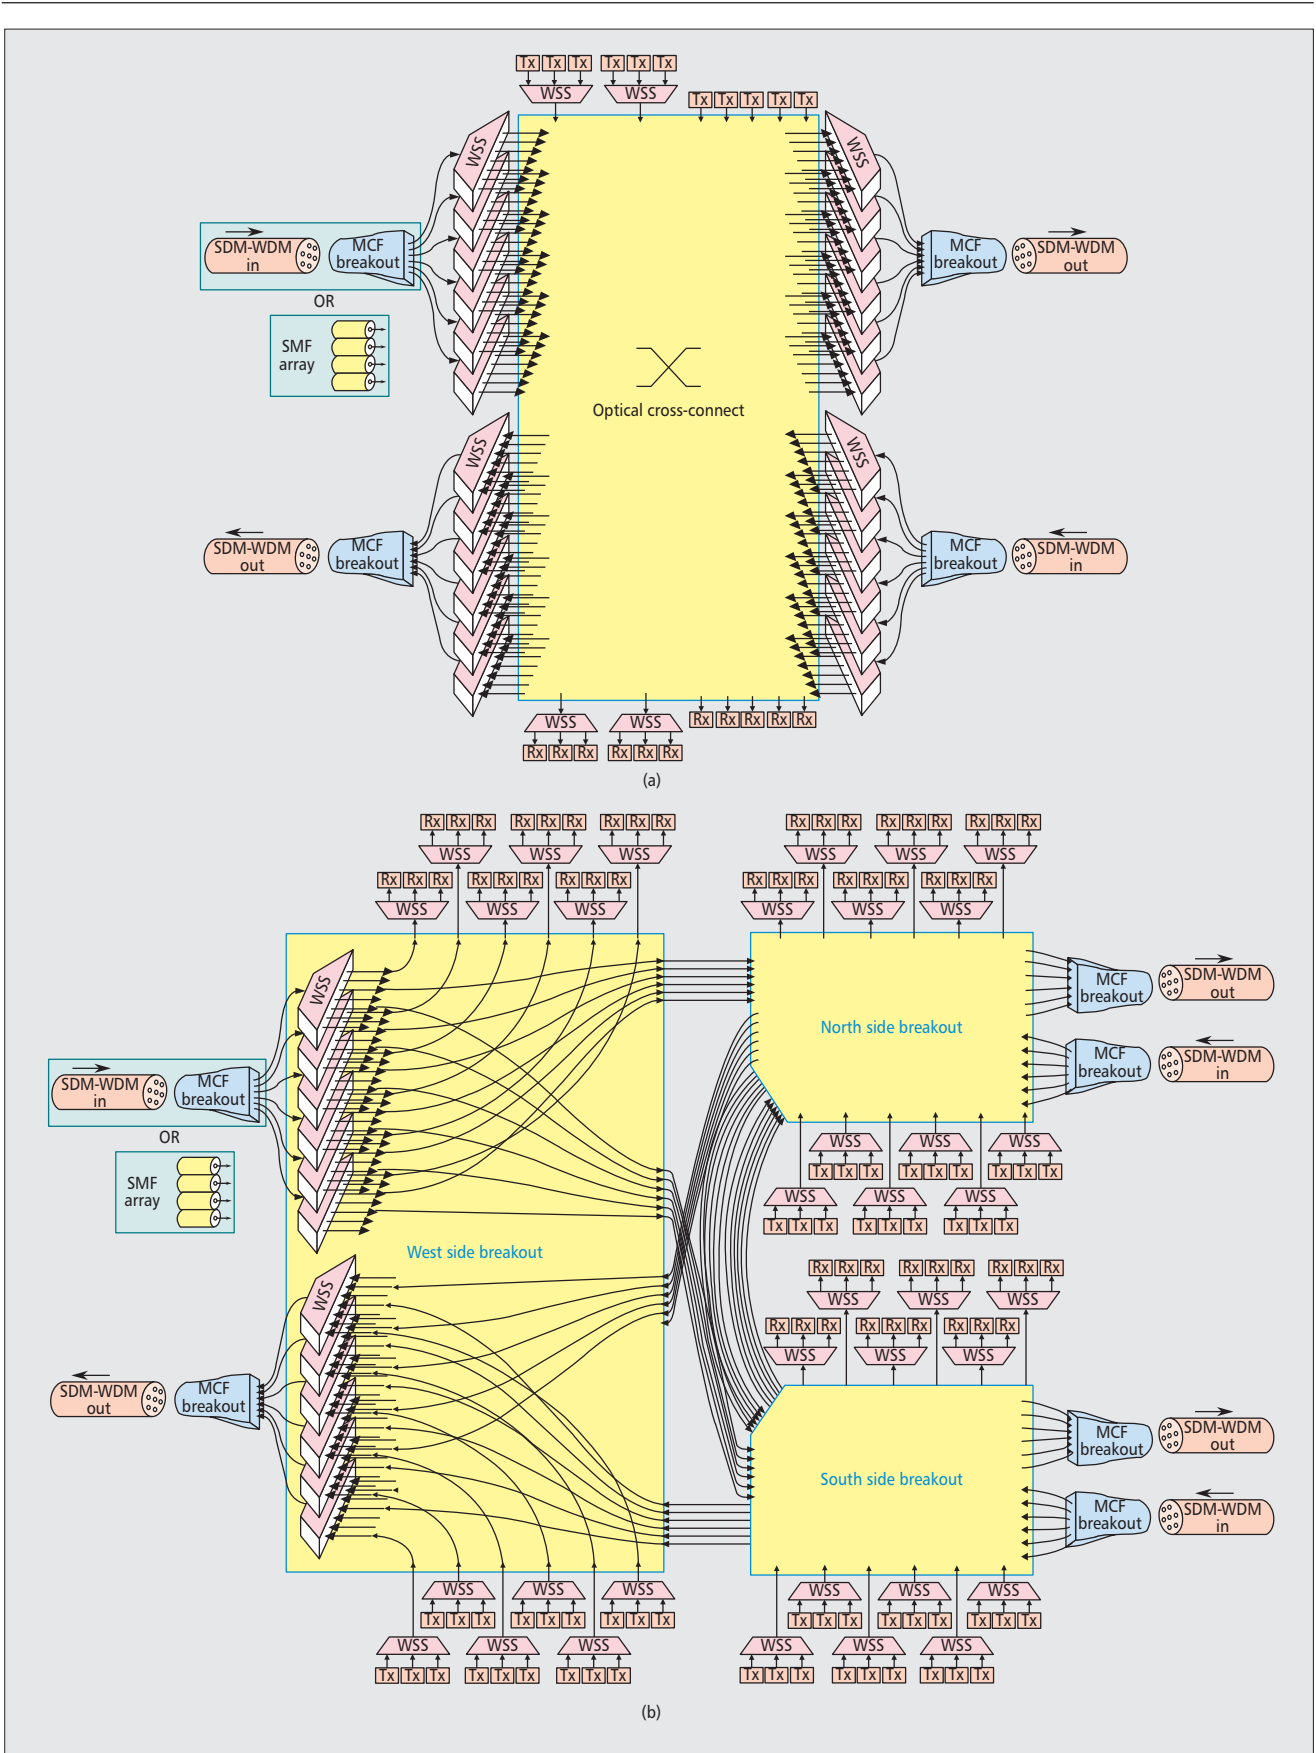 Tx Tx Tx Tx Tx Tx
WSS WSS
Tx Tx Tx Tx Tx
WSS WSS
SDM-WDM
in
MCF
breakout
MCF
breakout
SDM-WDM
out
OR
SMF
array
Optical cross-connect
WSS WSS
SDM-WDM
out
MCF
breakout
MCF
breakout
SDM-WDM
in
WSS WSS
Rx Rx Rx Rx Rx
Rx Rx Rx Rx Rx Rx
(a)
Rx Rx Rx Rx Rx Rx Rx Rx Rx Rx Rx Rx Rx Rx Rx Rx Rx Rx
WSS WSS WSS WSS WSS WSS
Rx Rx Rx Rx Rx Rx Rx Rx Rx Rx Rx Rx Rx Rx Rx Rx Rx Rx
WSS WSS WSS WSS WSS WSS
WSS
MCF
breakout
SDM-WDM
out
North side breakout
SDM-WDM
in
MCF
breakout
MCF
breakout
SDM-WDM
in
OR
WSS WSS WSS
Tx Tx Tx Tx Tx Tx Tx Tx Tx
SMF
array
WSS WSS WSS
Tx Tx Tx Tx Tx Tx Tx Tx Tx
West side breakout
Rx Rx Rx Rx Rx Rx Rx Rx Rx
WSS WSS WSS
WSS
Rx Rx Rx Rx Rx Rx Rx Rx Rx
WSS WSS WSS
SDM-WDM
out
MCF
breakout
MCF
breakout
SDM-WDM
out
South side breakout
MCF
breakout
SDM-WDM
in
WSS WSS WSS WSS WSS WSS
Tx Tx Tx Tx Tx Tx Tx Tx Tx Tx Tx Tx Tx Tx Tx Tx Tx Tx
WSS WSS WSS WSS WSS WSS
Tx Tx Tx Tx Tx Tx Tx Tx Tx Tx Tx Tx Tx Tx Tx Tx Tx Tx
(b)